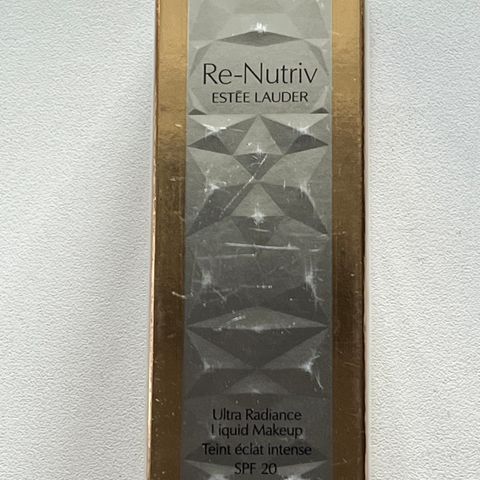 Re-Nutriv
ESTĒE LAUDER
Ultra Radiance
Liquid Makeup
Teint éclat intense
SPF 20